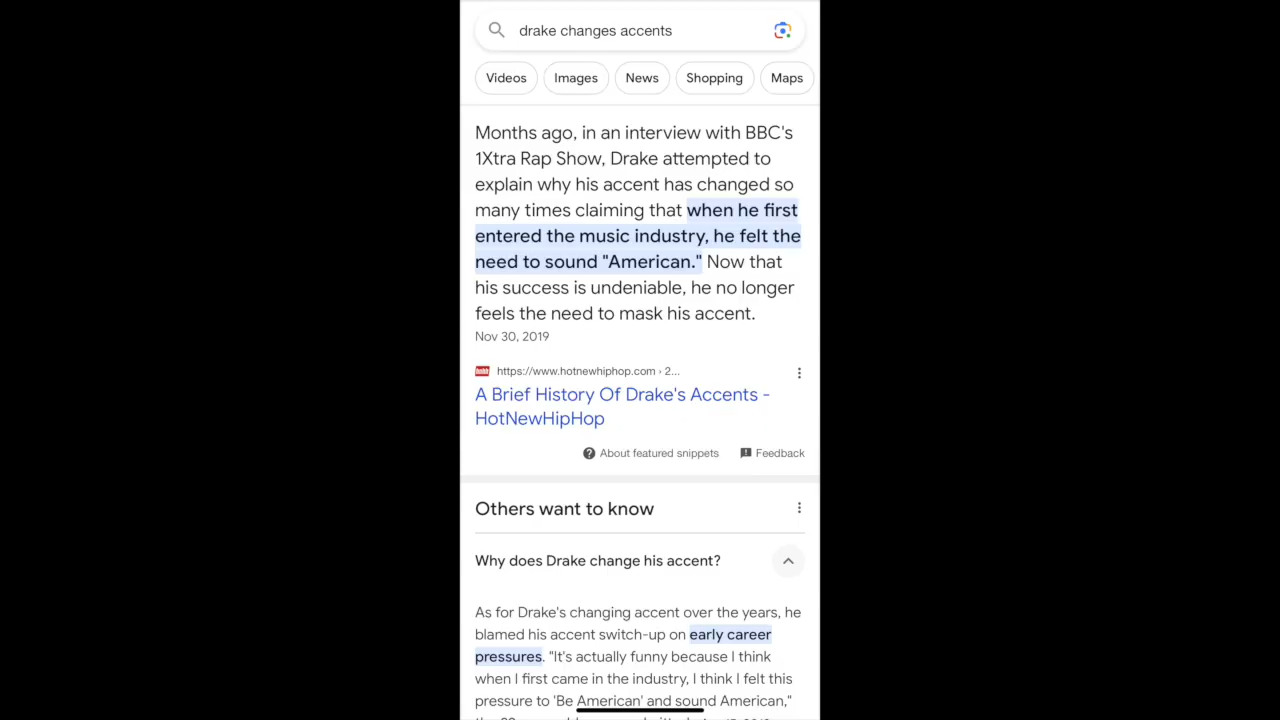 drake changes accents
Videos Images News Shopping Maps
Months ago, in an interview with BBC's
1Xtra Rap Show, Drake attempted to
explain why his accent has changed so
many times claiming that when he first
entered the music industry, he felt the
need to sound "American." Now that
his success is undeniable, he no longer
feels the need to mask his accent.
Nov 30, 2019
https://www.hotnewhiphop.com › 2...
A Brief History Of Drake's Accents -
HotNewHipHop
About featured snippets Feedback
Others want to know
Why does Drake change his accent?
As for Drake's changing accent over the years, he
blamed his accent switch-up on early career
pressures. "It's actually funny because I think
when I first came in the industry, I think I felt this
pressure to 'Be American' and sound American,"